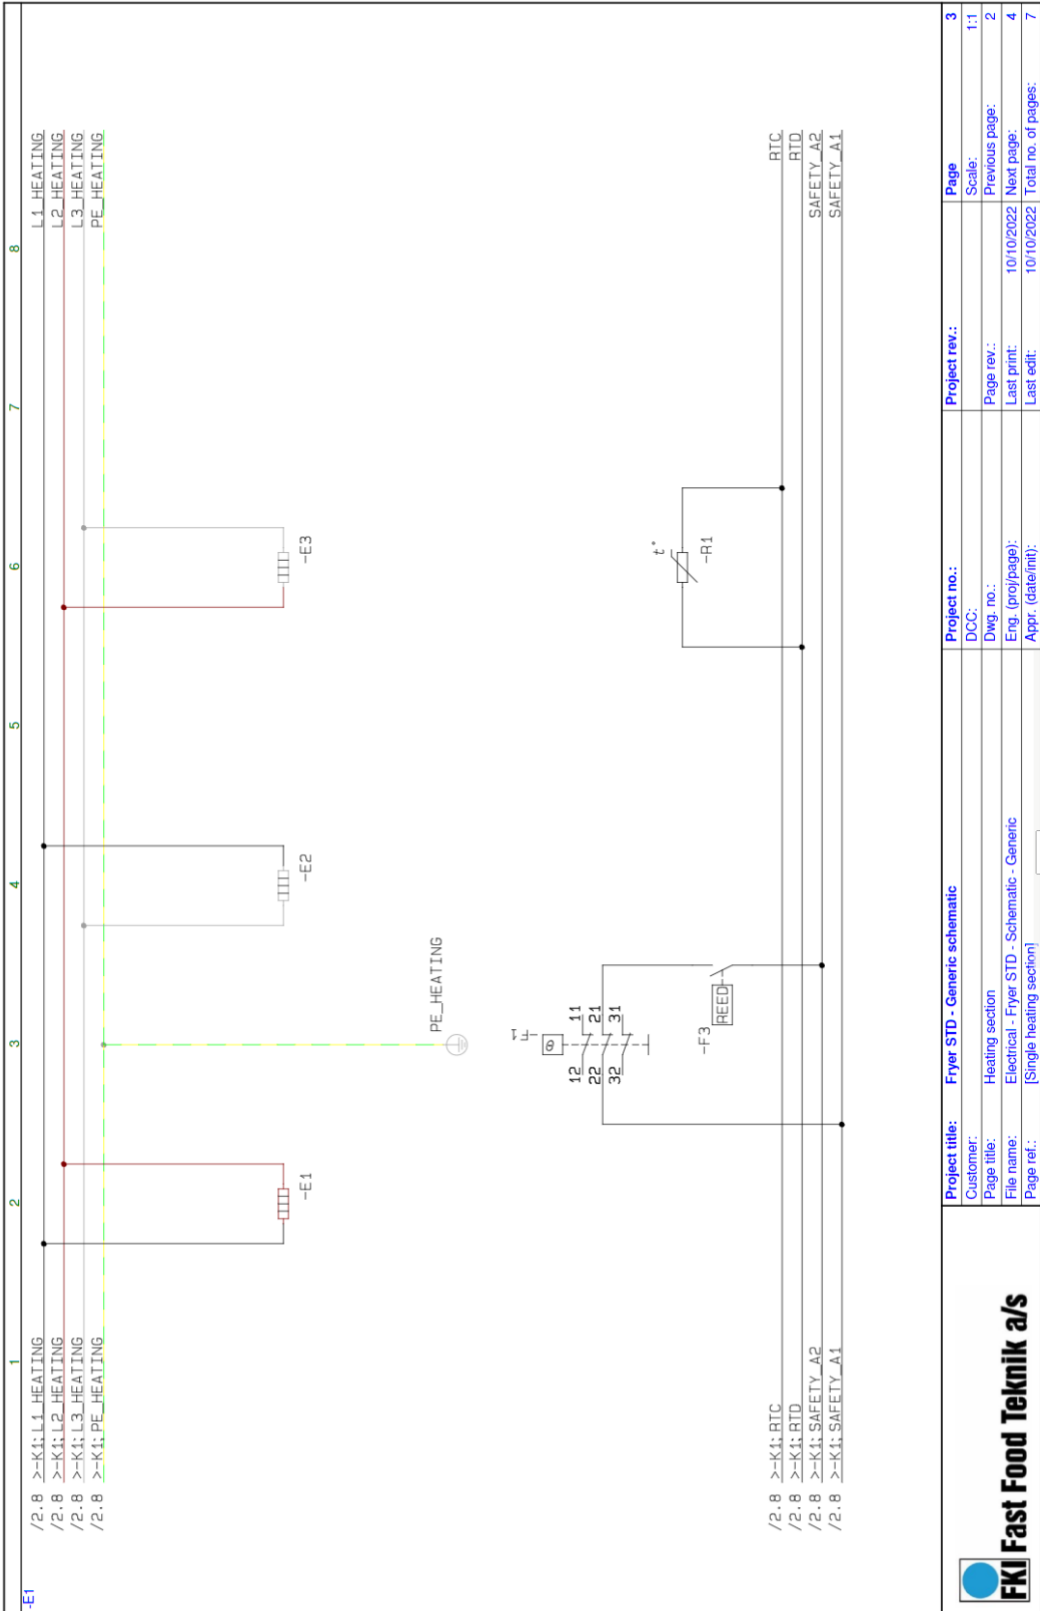 -E1
1
2
3
4
5
6
7
8
/2.8 >-K1; L1_HEATING
L1_HEATING
/2.8 >-K1; L2_HEATING
L2_HEATING
/2.8 >-K1; L3_HEATING
L3_HEATING
/2.8 >-K1; PE_HEATING
PE_HEATING
-E1
-E2
-E3
PE_HEATING
F1
θ
12 11
22 21
32 31
-F3
REED
t°
-R1
/2.8 >-K1; RTC
RTC
/2.8 >-K1; RTD
RTD
/2.8 >-K1; SAFETY_A2
SAFETY_A2
/2.8 >-K1; SAFETY_A1
SAFETY_A1
FKI Fast Food Teknik a/s
Project title: Fryer STD - Generic schematic
Customer:
Page title: Heating section
File name: Electrical - Fryer STD - Schematic - Generic
Page ref.: [Single heating section]
Project no.:
DCC:
Dwg. no.:
Eng. (proj/page):
Appr. (date/init):
Project rev.:
Page rev.:
Last print: 10/10/2022
Last edit: 10/10/2022
Page 3
Scale: 1:1
Previous page: 2
Next page: 4
Total no. of pages: 7